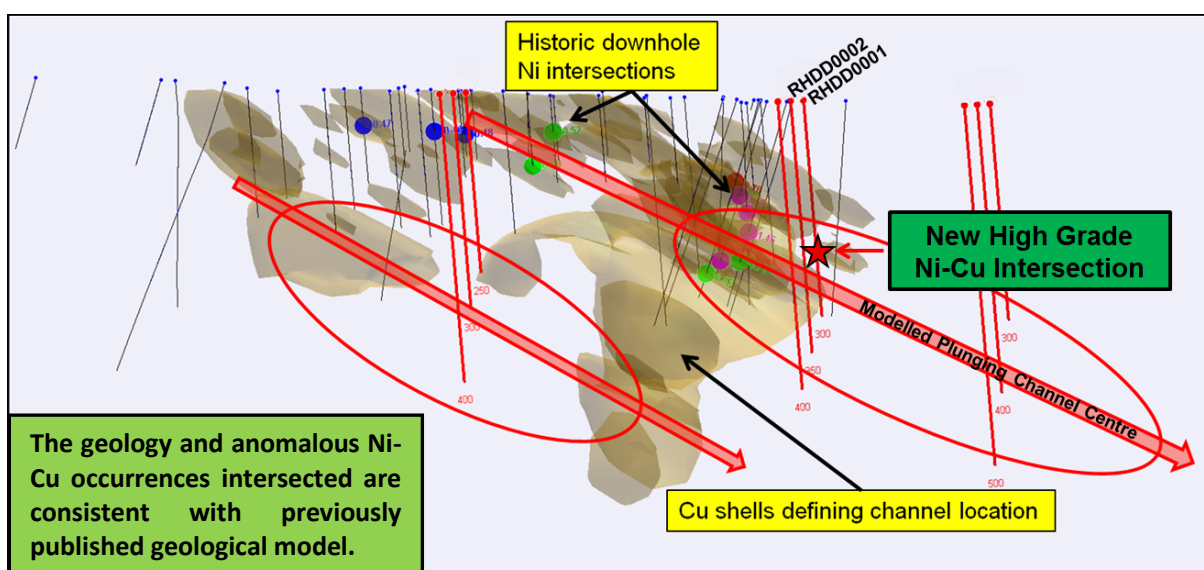 Historic downhole
Ni intersections
RHDD0002
RHDD0001
0.47
250
300
400
300
350
400
300
400
500
New High Grade
Ni-Cu Intersection
Modelled Plunging Channel Centre
Cu shells defining channel location
The geology and anomalous Ni-
Cu occurrences intersected are
consistent with previously
published geological model.